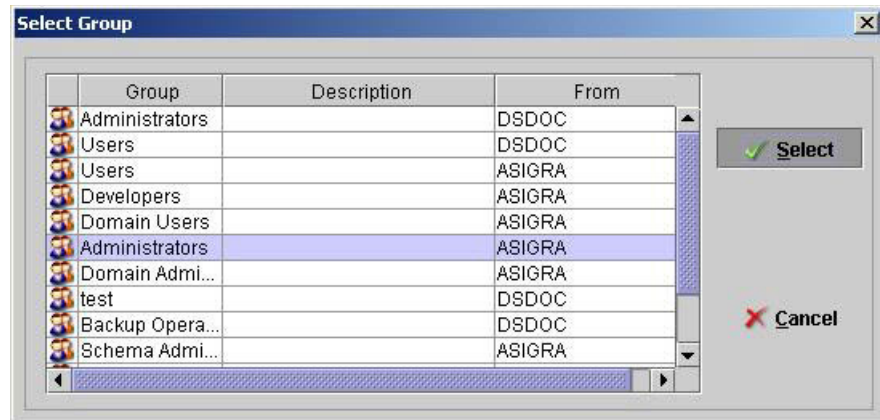 Select Group
Group Description From
Administrators DSDOC
Users DSDOC
Users ASIGRA
Developers ASIGRA
Domain Users ASIGRA
Administrators ASIGRA
Domain Admi... ASIGRA
test DSDOC
Backup Opera... DSDOC
Schema Admi... ASIGRA
Select
Cancel